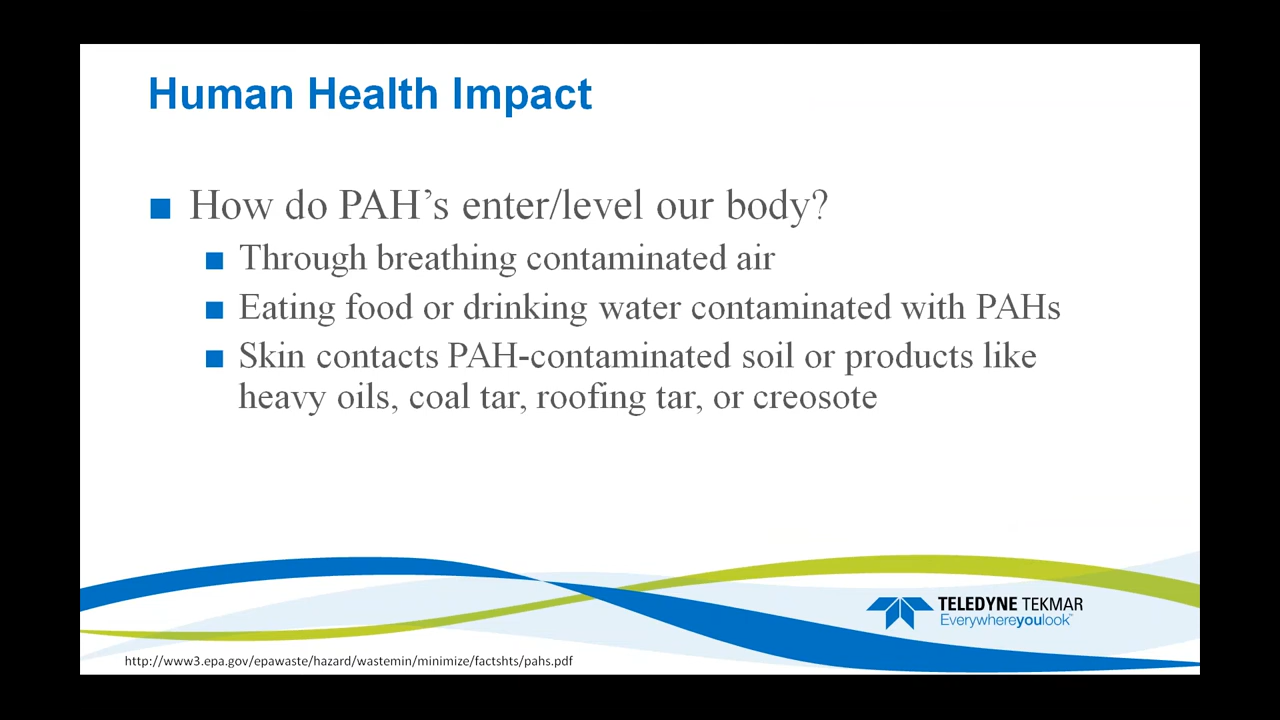 Human Health Impact
How do PAH’s enter/level our body?
Through breathing contaminated air
Eating food or drinking water contaminated with PAHs
Skin contacts PAH-contaminated soil or products like
heavy oils, coal tar, roofing tar, or creosote
TELEDYNE TEKMAR
Everywhereyoulook™
http://www3.epa.gov/epawaste/hazard/wastemin/minimize/factshts/pahs.pdf